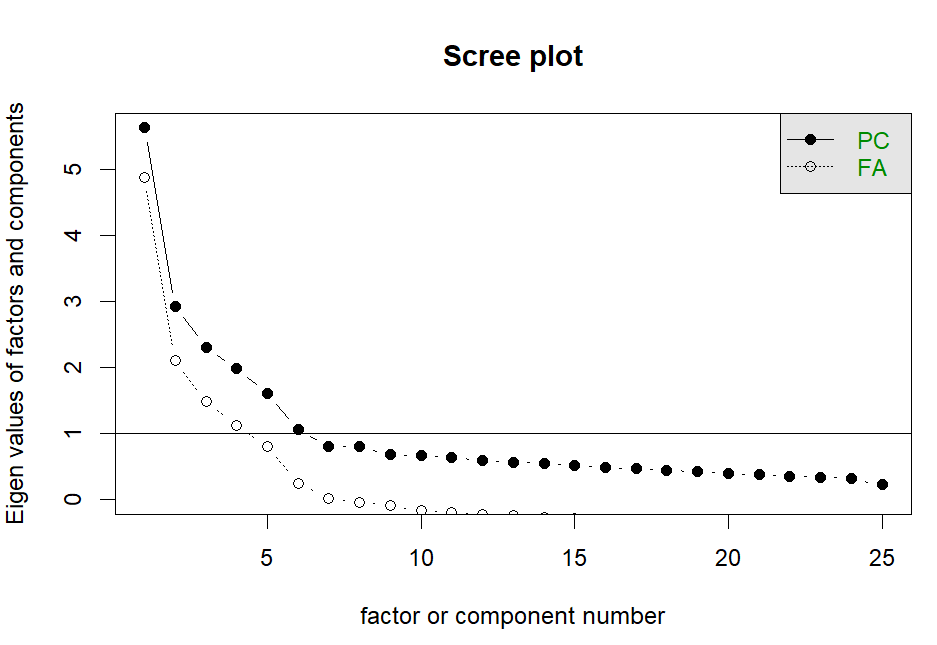 Scree plot
Eigen values of factors and components
5
4
3
2
1
0
PC
FA
5
10
15
20
25
factor or component number